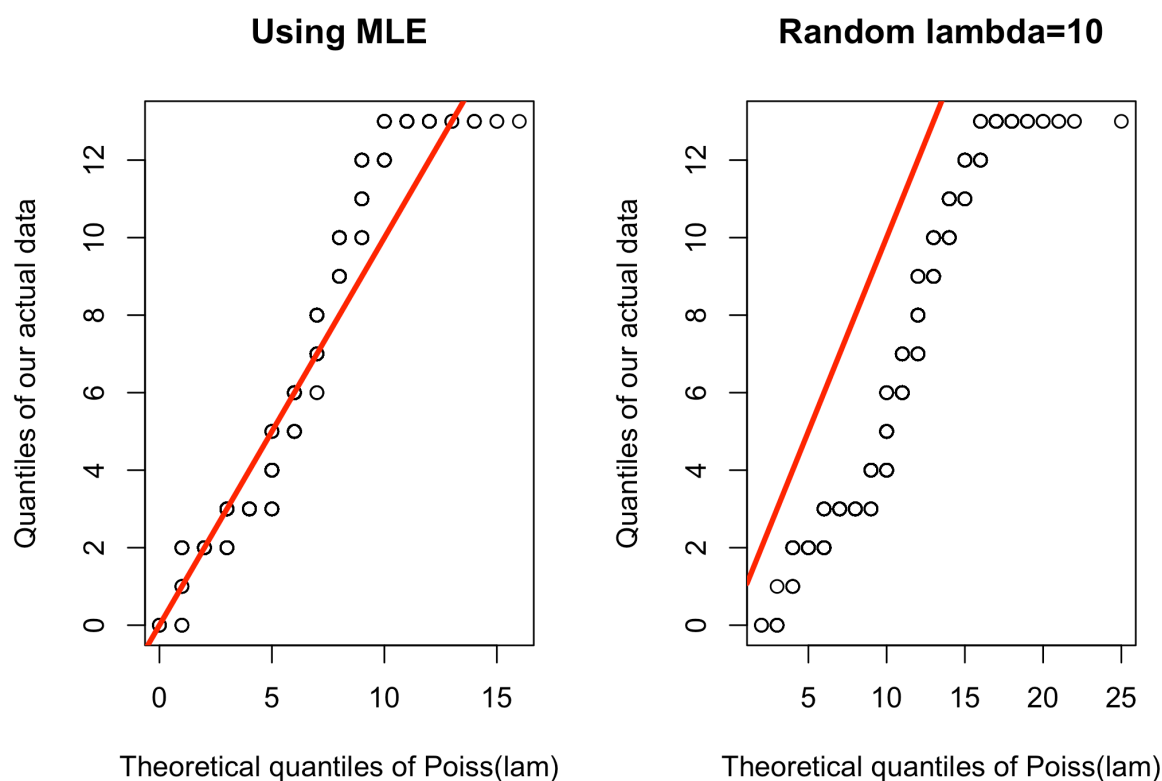 Using MLE
Quantiles of our actual data
0 2 4 6 8 10 12
0 5 10 15
Theoretical quantiles of Poiss(lam)
Random lambda=10
Quantiles of our actual data
0 2 4 6 8 10 12
5 10 15 20 25
Theoretical quantiles of Poiss(lam)